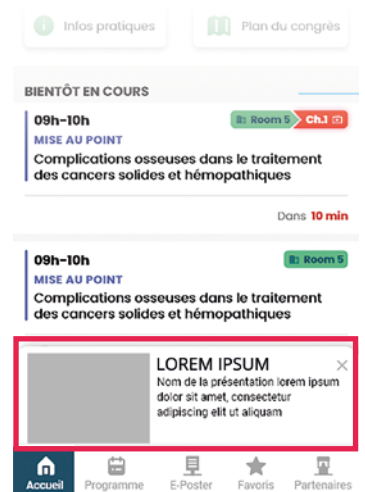 Infos pratiques
Plan du congrès
BIENTÔT EN COURS
09h-10h
Room 5
Ch.1
MISE AU POINT
Complications osseuses dans le traitement
des cancers solides et hémopathiques
Dans 10 min
09h-10h
Room 5
MISE AU POINT
Complications osseuses dans le traitement
des cancers solides et hémopathiques
LOREM IPSUM
Nom de la présentation lorem ipsum
dolor sit amet, consectetur
adipiscing elit ut aliquam
Accueil
Programme
E-Poster
Favoris
Partenaires